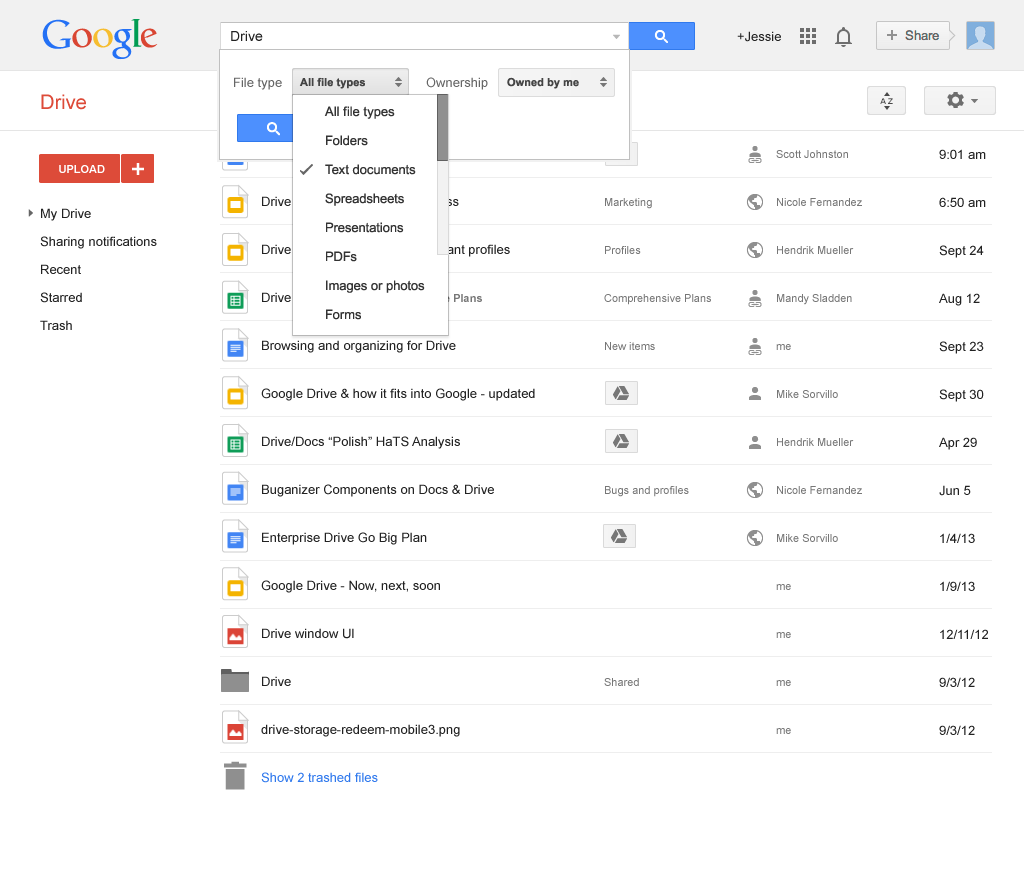 Google
Drive
+Jessie
+ Share
File type
All file types
Ownership
Owned by me
Drive
A Z
All file types
Folders
Text documents
Spreadsheets
Presentations
PDFs
Images or photos
Forms
UPLOAD +
My Drive
Sharing notifications
Recent
Starred
Trash
Scott Johnston 9:01 am
Drive ss Marketing Nicole Fernandez 6:50 am
Drive ant profiles Profiles Hendrik Mueller Sept 24
Drive Plans Comprehensive Plans Mandy Sladden Aug 12
Browsing and organizing for Drive New items me Sept 23
Google Drive & how it fits into Google - updated Mike Sorvillo Sept 30
Drive/Docs “Polish” HaTS Analysis Hendrik Mueller Apr 29
Buganizer Components on Docs & Drive Bugs and profiles Nicole Fernandez Jun 5
Enterprise Drive Go Big Plan Mike Sorvillo 1/4/13
Google Drive - Now, next, soon me 1/9/13
Drive window UI me 12/11/12
Drive Shared me 9/3/12
drive-storage-redeem-mobile3.png me 9/3/12
Show 2 trashed files